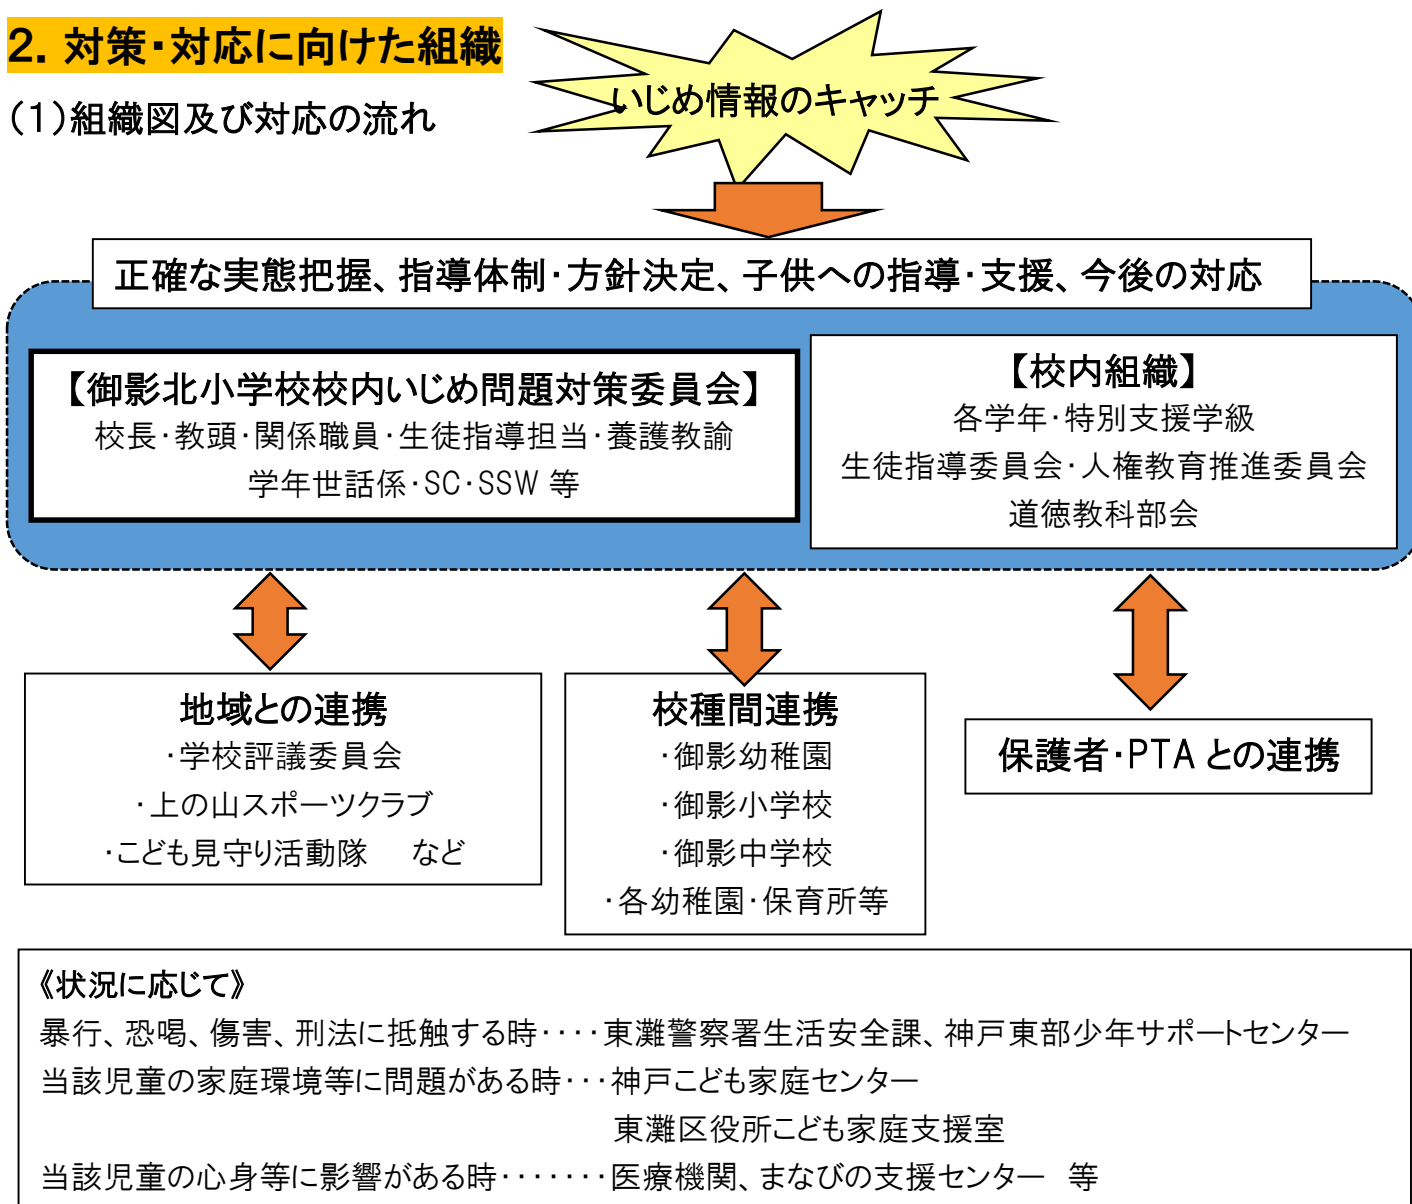 2. 対策・対応に向けた組織
(1)組織図及び対応の流れ
いじめ情報のキャッチ
正確な実態把握、指導体制・方針決定、子供への指導・支援、今後の対応
【御影北小学校校内いじめ問題対策委員会】
校長・教頭・関係職員・生徒指導担当・養護教諭
学年世話係・SC・SSW 等
【校内組織】
各学年・特別支援学級
生徒指導委員会・人権教育推進委員会
道徳教科部会
地域との連携
・学校評議委員会
・上の山スポーツクラブ
・こども見守り活動隊　など
校種間連携
・御影幼稚園
・御影小学校
・御影中学校
・各幼稚園・保育所等
保護者・PTA との連携
《状況に応じて》
暴行、恐喝、傷害、刑法に抵触する時‥‥東灘警察署生活安全課、神戸東部少年サポートセンター
当該児童の家庭環境等に問題がある時‥・神戸こども家庭センター
東灘区役所こども家庭支援室
当該児童の心身等に影響がある時‥‥‥・医療機関、まなびの支援センター　等